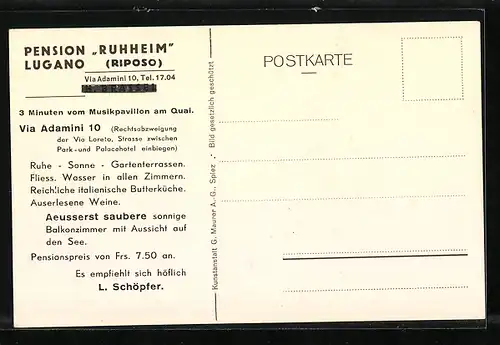 PENSION „RUHHEIM"
LUGANO (RIPOSO)
Via Adamini 10, Tel. 17.04
3 Minuten vom Musikpavillon am Quai.
Via Adamini 10 (Rechtsabzweigung
der Via Loreto, Strasse zwischen
Park- und Palacehotel einbiegen)
Ruhe - Sonne - Gartenterrassen.
Fliess. Wasser in allen Zimmern.
Reich'liche italienische Butterküche.
Auserlesene Weine.
Aeusserst saubere sonnige
Balkonzimmer mit Aussicht auf
den See.
Pensionspreis von Frs. 7.50 an.
Es empfiehlt sich höflich
L. Schöpfer.
Kunstanstalt G. Maurer A.-G., Spiez .·. Bild gesetzlich geschützt
POSTKARTE